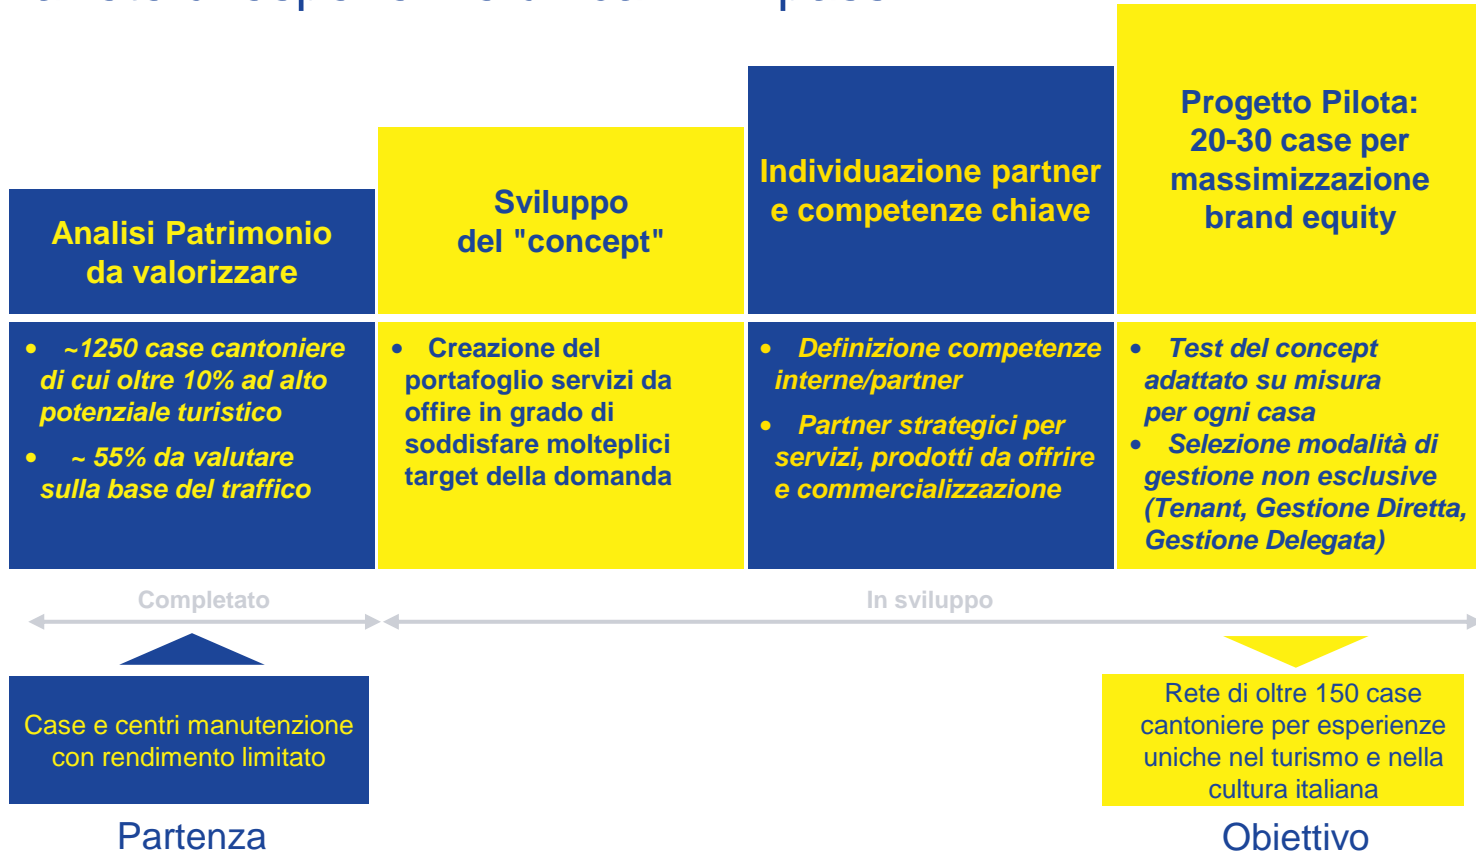 Analisi Patrimonio
da valorizzare
Sviluppo
del "concept"
Individuazione partner
e competenze chiave
Progetto Pilota:
20-30 case per
massimizzazione
brand equity
• ~1250 case cantoniere
di cui oltre 10% ad alto
potenziale turistico
• ~ 55% da valutare
sulla base del traffico
• Creazione del
portafoglio servizi da
offire in grado di
soddisfare molteplici
target della domanda
• Definizione competenze
interne/partner
• Partner strategici per
servizi, prodotti da offrire
e commercializzazione
• Test del concept
adattato su misura
per ogni casa
• Selezione modalità di
gestione non esclusive
(Tenant, Gestione Diretta,
Gestione Delegata)
Completato
In sviluppo
Case e centri manutenzione
con rendimento limitato
Rete di oltre 150 case
cantoniere per esperienze
uniche nel turismo e nella
cultura italiana
Partenza
Obiettivo